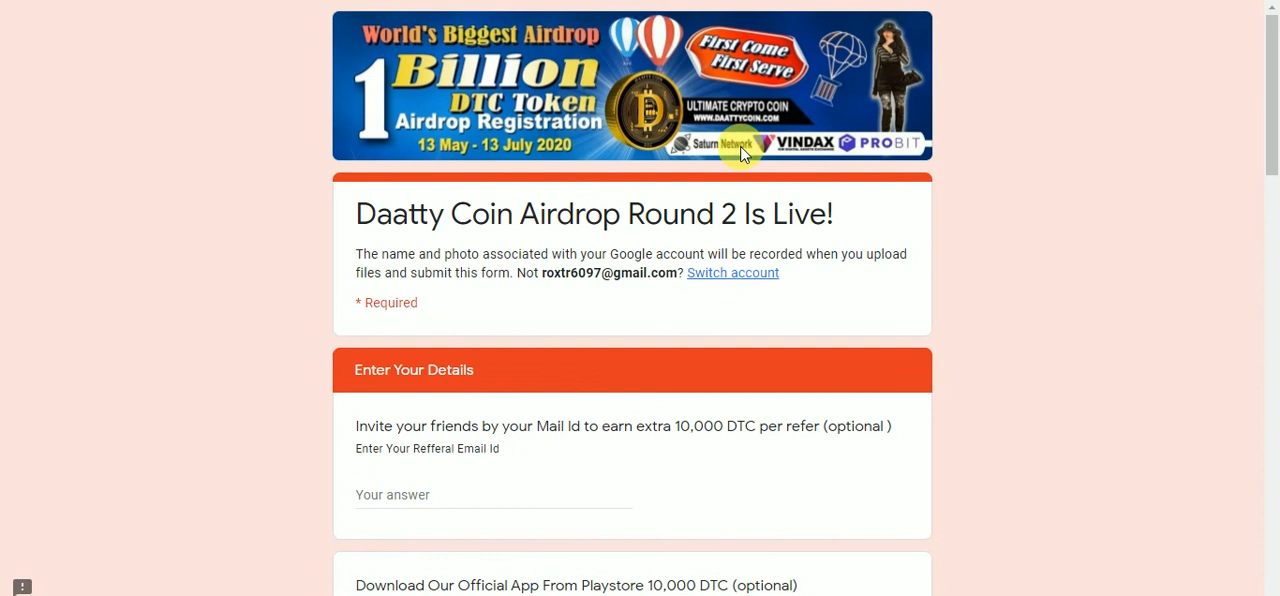 World's Biggest Airdrop
1 Billion
DTC Token
Airdrop Registration
13 May - 13 July 2020
First Come
First Serve
ULTIMATE CRYPTO COIN
WWW.DAATTYCOIN.COM
Saturn Network VINDAX PROBIT
Daatty Coin Airdrop Round 2 Is Live!
The name and photo associated with your Google account will be recorded when you upload
files and submit this form. Not roxtr6097@gmail.com? Switch account
* Required
Enter Your Details
Invite your friends by your Mail Id to earn extra 10,000 DTC per refer (optional )
Enter Your Refferal Email Id
Your answer
Download Our Official App From Playstore 10,000 DTC (optional)